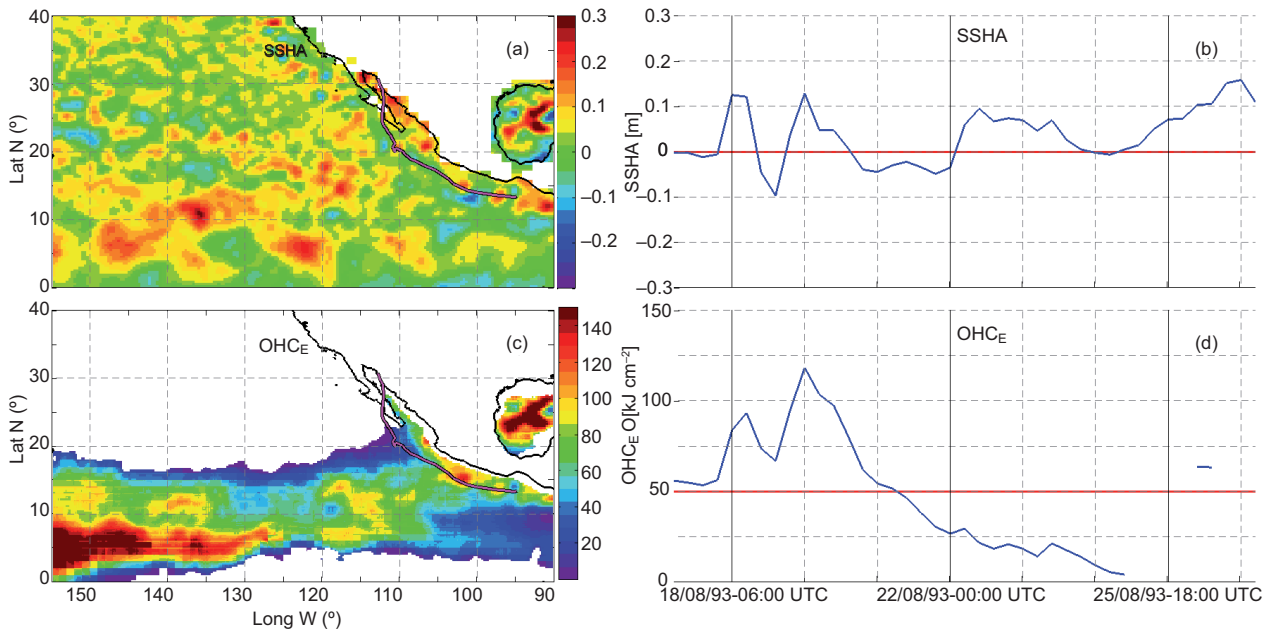 40
30
20
10
0
Lat N (º)
SSHA
(a)
0.3
0.2
0.1
0
–0.1
–0.2
0.3
0.2
0.1
0
–0.1
–0.2
–0.3
SSHA [m]
SSHA
(b)
40
30
20
10
0
Lat N (º)
OHCE
(c)
150
140
130
120
110
100
90
Long W (º)
140
120
100
80
60
40
20
150
100
50
0
OHCE O[kJ cm–2]
OHCE
(d)
18/08/93-06:00 UTC
22/08/93-00:00 UTC
25/08/93-18:00 UTC